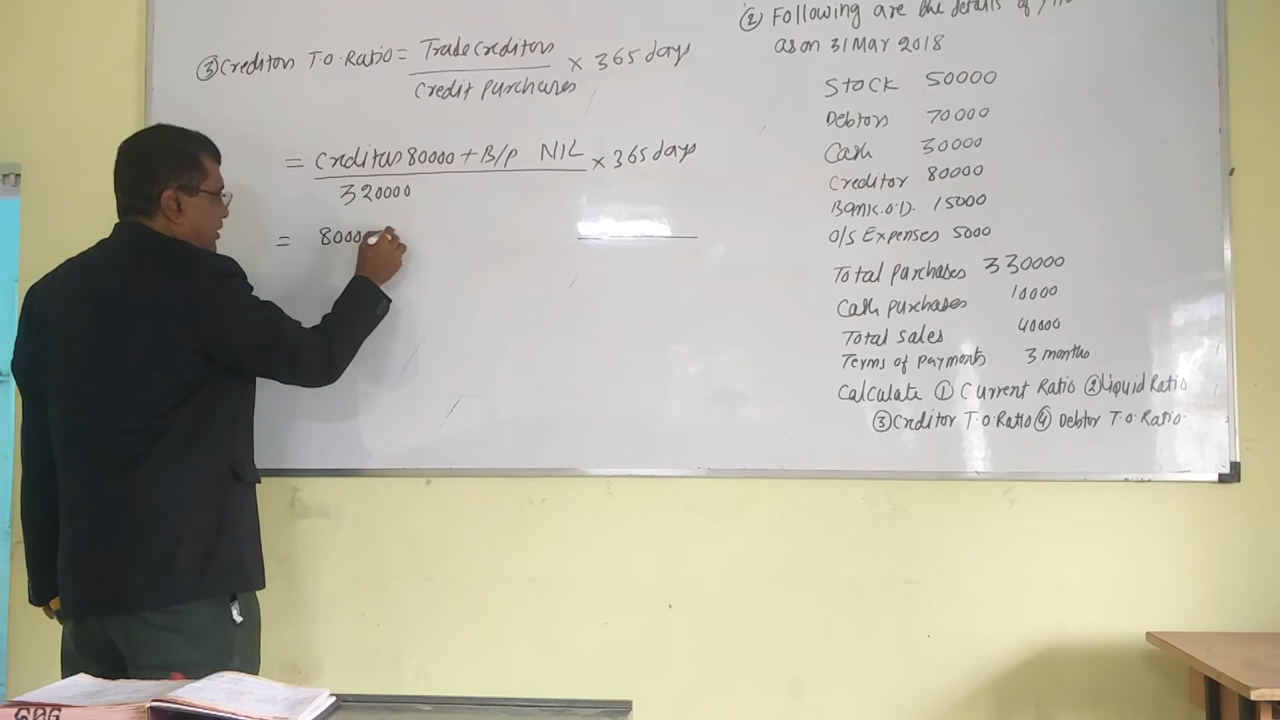 ③ Creditors T.O. Ratio = Trade creditors × 365 days
Credit purchases
= Creditors 80000 + B/P NIL × 365 days
320000
= 8000
② Following are the details of
as on 31 Mar 2018
Stock 50000
Debtors 70000
Cash 30000
Creditor 80000
Bank O.D. 15000
O/S Expenses 5000
Total purchases 330000
Cash purchases 10000
Total sales 40000
Terms of payments 3 months
Calculate ① Current Ratio ② Liquid Ratio
③ Creditor T.O. Ratio ④ Debtor T.O. Ratio.